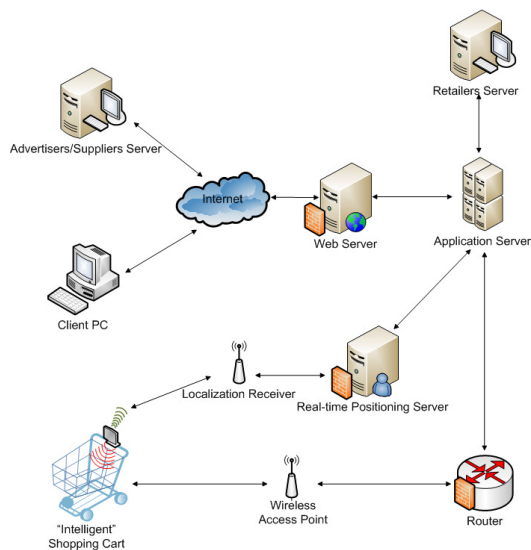 Retailers Server
Advertisers/Suppliers Server
Internet
Web Server
Application Server
Client PC
Localization Receiver
Real-time Positioning Server
"Intelligent"
Shopping Cart
Wireless
Access Point
Router